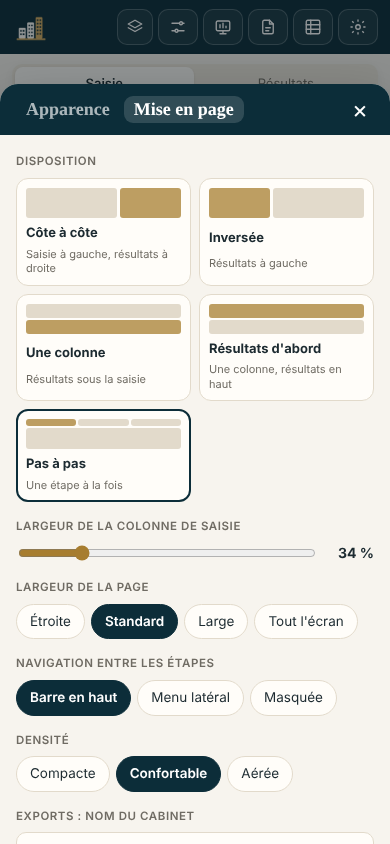 Saisie
Résultats
Apparence
Mise en page
×
DISPOSITION
Côte à côte
Saisie à gauche, résultats à
droite
Inversée
Résultats à gauche
Une colonne
Résultats sous la saisie
Résultats d'abord
Une colonne, résultats en
haut
Pas à pas
Une étape à la fois
LARGEUR DE LA COLONNE DE SAISIE
34 %
LARGEUR DE LA PAGE
Étroite
Standard
Large
Tout l'écran
NAVIGATION ENTRE LES ÉTAPES
Barre en haut
Menu latéral
Masquée
DENSITÉ
Compacte
Confortable
Aérée
EXPORTS : NOM DU CABINET